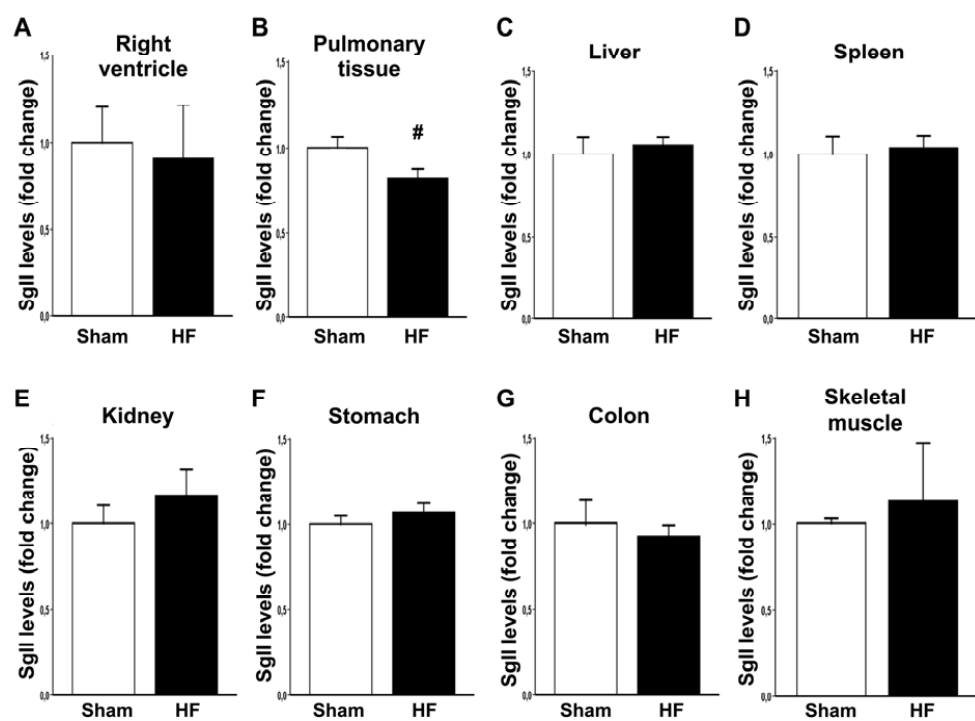 A
Right
ventricle
SgII levels (fold change)
1,5
1,0
0,5
0,0
Sham HF
B
Pulmonary
tissue
SgII levels (fold change)
1,5
1,0
0,5
0,0
#
Sham HF
C
Liver
SgII levels (fold change)
1,5
1,0
0,5
0,0
Sham HF
D
Spleen
SgII levels (fold change)
1,5
1,0
0,5
0,0
Sham HF
E
Kidney
SgII levels (fold change)
1,5
1,0
0,5
0,0
Sham HF
F
Stomach
SgII levels (fold change)
1,5
1,0
0,5
0,0
Sham HF
G
Colon
SgII levels (fold change)
1,5
1,0
0,5
0,0
Sham HF
H
Skeletal
muscle
SgII levels (fold change)
1,5
1,0
0,5
0,0
Sham HF